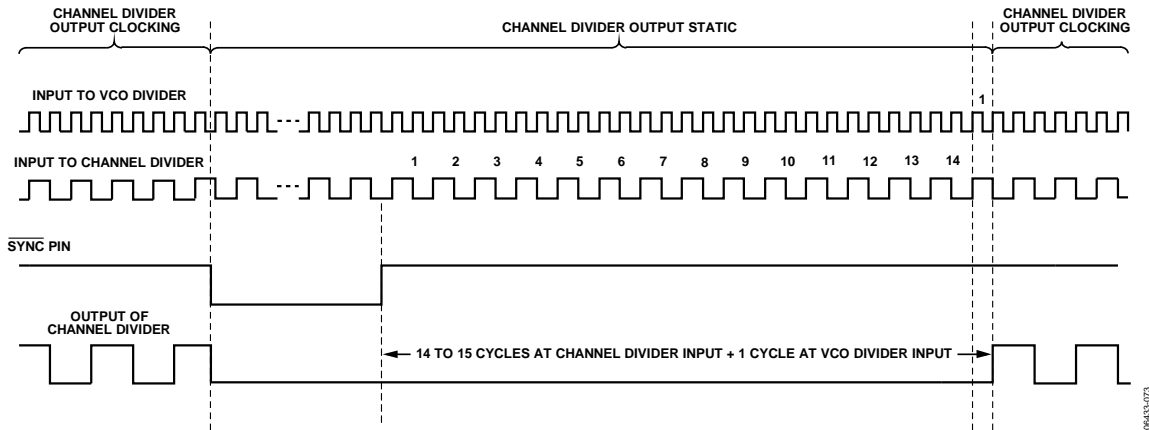 CHANNEL DIVIDER
OUTPUT CLOCKING
CHANNEL DIVIDER OUTPUT STATIC
CHANNEL DIVIDER
OUTPUT CLOCKING
INPUT TO VCO DIVIDER
1
INPUT TO CHANNEL DIVIDER
1 2 3 4 5 6 7 8 9 10 11 12 13 14
SYNC PIN
OUTPUT OF
CHANNEL DIVIDER
14 TO 15 CYCLES AT CHANNEL DIVIDER INPUT + 1 CYCLE AT VCO DIVIDER INPUT
06433-073